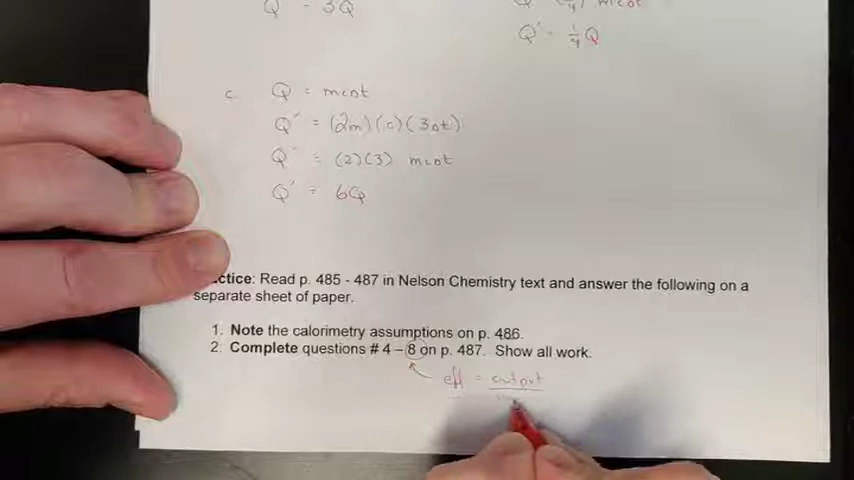 Q = 3Q
Q' = 1/4 Q
c. Q = mcΔt
Q' = (2m)(c)(3Δt)
Q' = (2)(3) mcΔt
Q' = 6Q
ctice: Read p. 485 - 487 in Nelson Chemistry text and answer the following on a
separate sheet of paper.
1. Note the calorimetry assumptions on p. 486.
2. Complete questions # 4 – 8 on p. 487. Show all work.
eff = output